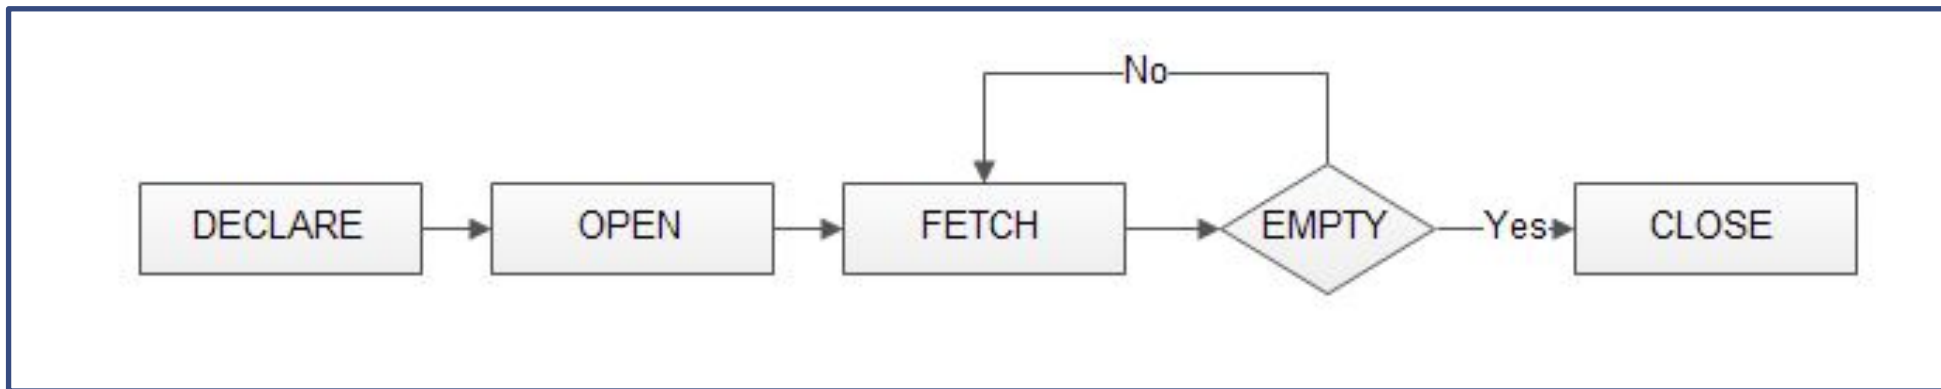 No
DECLARE
OPEN
FETCH
EMPTY
Yes
CLOSE